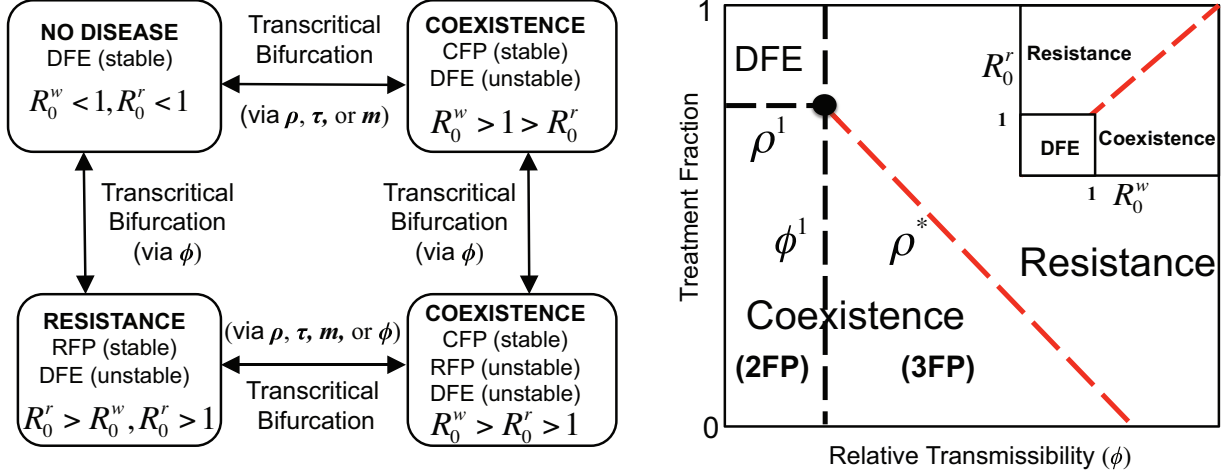 NO DISEASE
DFE (stable)
R_0^w < 1, R_0^r < 1
Transcritical
Bifurcation
(via ρ, τ, or m)
COEXISTENCE
CFP (stable)
DFE (unstable)
R_0^w > 1 > R_0^r
Transcritical
Bifurcation
(via ϕ)
Transcritical
Bifurcation
(via ϕ)
RESISTANCE
RFP (stable)
DFE (unstable)
R_0^r > R_0^w, R_0^r > 1
(via ρ, τ, m, or ϕ)
Transcritical
Bifurcation
COEXISTENCE
CFP (stable)
RFP (unstable)
DFE (unstable)
R_0^w > R_0^r > 1
1
Treatment Fraction
0
DFE
ρ^1
ϕ^1
ρ^*
Coexistence
(2FP)
(3FP)
Resistance
Relative Transmissibility (ϕ)
Resistance
R_0^r
1
DFE
Coexistence
1
R_0^w